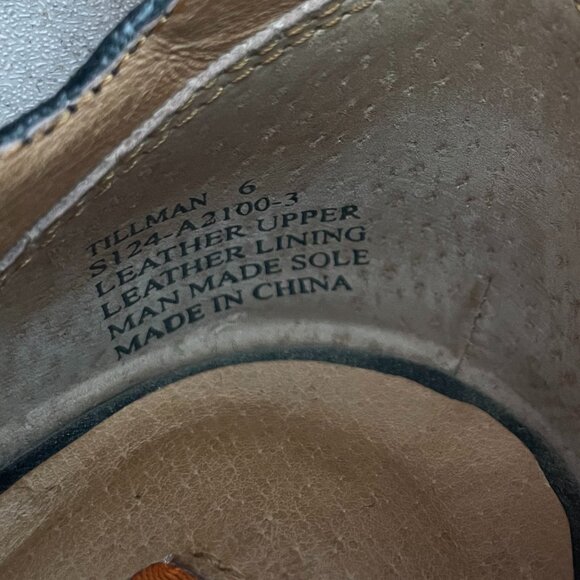 TILLMAN 6
S124-A2100-3
LEATHER UPPER
LEATHER LINING
MAN MADE SOLE
MADE IN CHINA